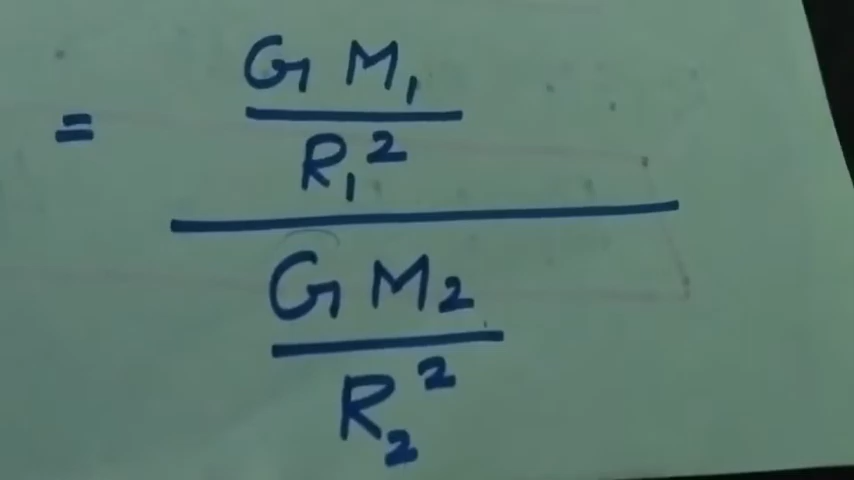 G M₁
= R₁²
G M₂
R₂²